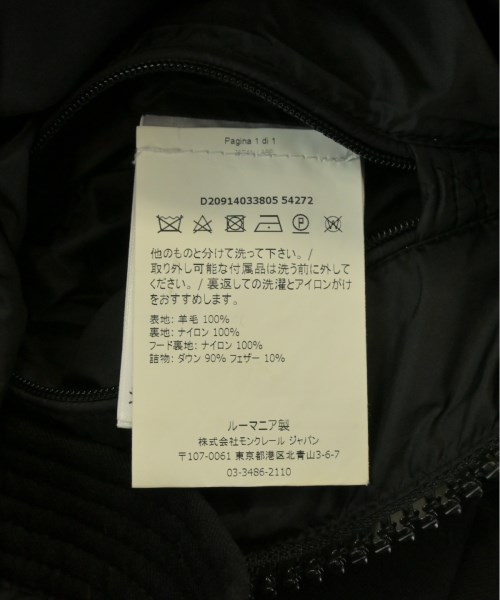 Pagina 1 di 1
D20914033805 54272
他のものと分けて洗って下さい。/
取り外し可能な付属品は洗う前に外して
ください。/ 裏返しての洗濯とアイロンがけ
をおすすめします。
表地: 羊毛 100%
裏地: ナイロン 100%
フード裏地: ナイロン 100%
詰物: ダウン 90% フェザー 10%
ルーマニア製
株式会社モンクレール ジャパン
〒107-0061 東京都港区北青山3-6-7
03-3486-2110